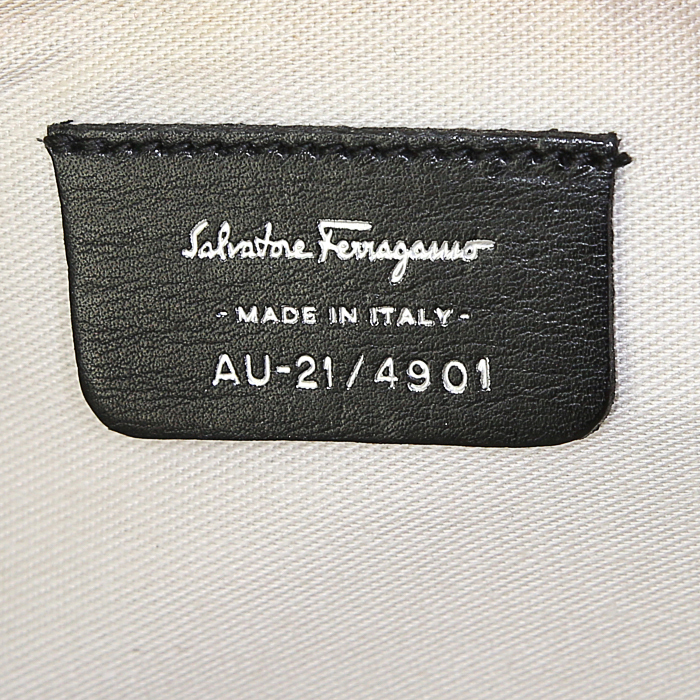 Salvatore Ferragamo
- MADE IN ITALY -
AU-21/4901